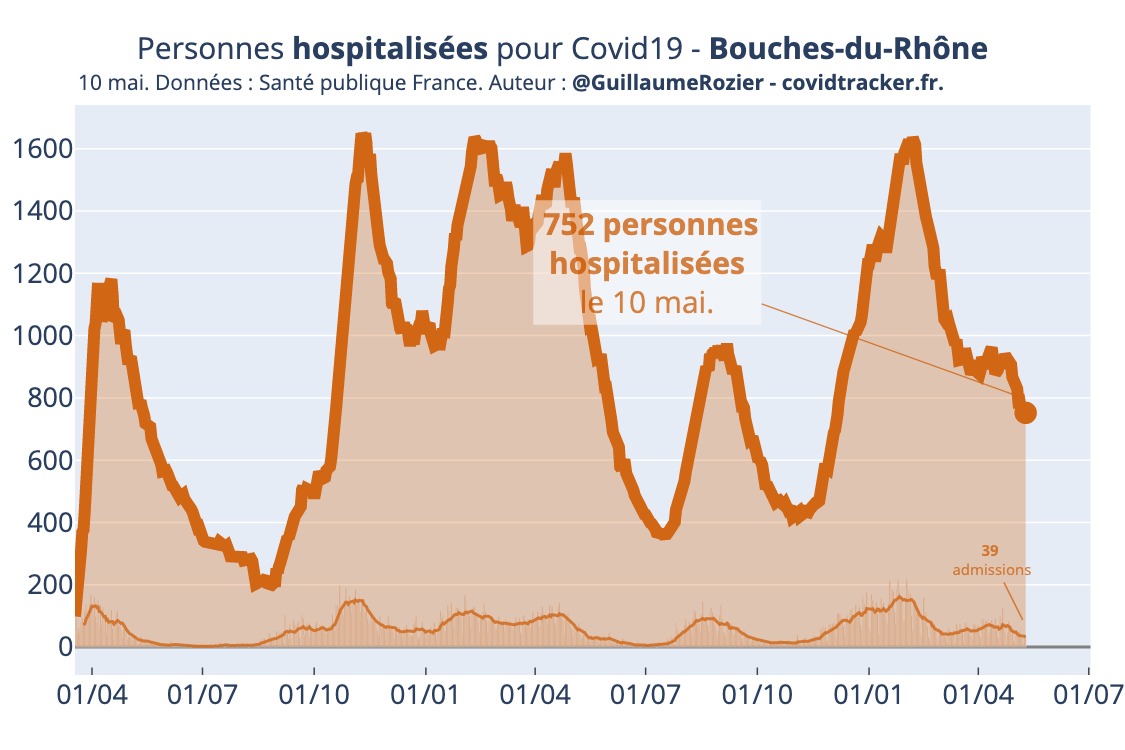 Personnes hospitalisées pour Covid19 - Bouches-du-Rhône
10 mai. Données : Santé publique France. Auteur : @GuillaumeRozier - covidtracker.fr.
1600
1400
1200
1000
800
600
400
200
0
752 personnes
hospitalisées
le 10 mai.
39
admissions
01/04 01/07 01/10 01/01 01/04 01/07 01/10 01/01 01/04 01/07